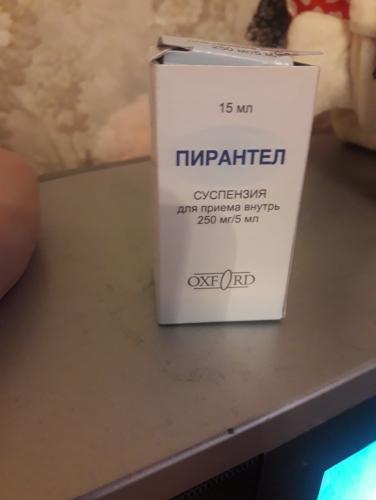 15 мл
ПИРАНТЕЛ
СУСПЕНЗИЯ
для приема внутрь
250 мг/5 мл
OXFORD